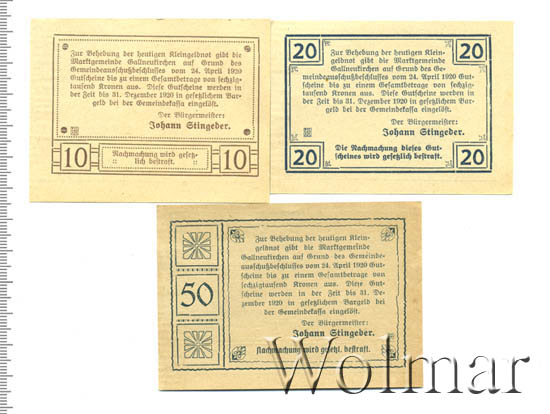 Zur Behebung der heutigen Kleingeldnot gibt die
Marktgemeinde Gallneukirchen auf Grund des
Gemeindeausschußbeschlusses vom 24. April 1920
Gutscheine bis zu einem Gesamtbetrage von sechzig-
tausend Kronen aus. Diese Gutscheine werden in
der Zeit bis 31. Dezember 1920 in gesetzlichem Bar-
geld bei der Gemeindekassa eingelöst.
Der Bürgermeister:
Johann Stingeder.
10
Nachmachung wird gesetz-
lich bestraft.
10
20
20
Zur Behebung der heutigen Klein-
geldnot gibt die Marktgemeinde
Gallneukirchen auf Grund des Ge-
meindeausschußbeschlusses vom 24. April 1920
Gutscheine bis zu einem Gesamtbetrage von sechzig-
tausend Kronen aus. Diese Gutscheine werden in
der Zeit bis 31. Dezember 1920 in gesetzlichem Bar-
geld bei der Gemeindekassa eingelöst.
Der Bürgermeister:
Johann Stingeder.
20
Die Nachmachung dieses Gut-
scheines wird gesetzlich bestraft.
20
50
Zur Behebung der heutigen Klein-
geldnot gibt die Marktgemeinde
Gallneukirchen auf Grund des Gemeinde-
ausschußbeschlusses vom 24. April 1920 Gut-
scheine bis zu einem Gesamtbetrage von
sechzigtausend Kronen aus. Diese Gut-
scheine werden in der Zeit bis 31. De-
zember 1920 in gesetzlichem Bargeld bei
der Gemeindekassa eingelöst.
Der Bürgermeister:
Johann Stingeder.
Nachmachung wird gesetzl. bestraft.
Wolmar